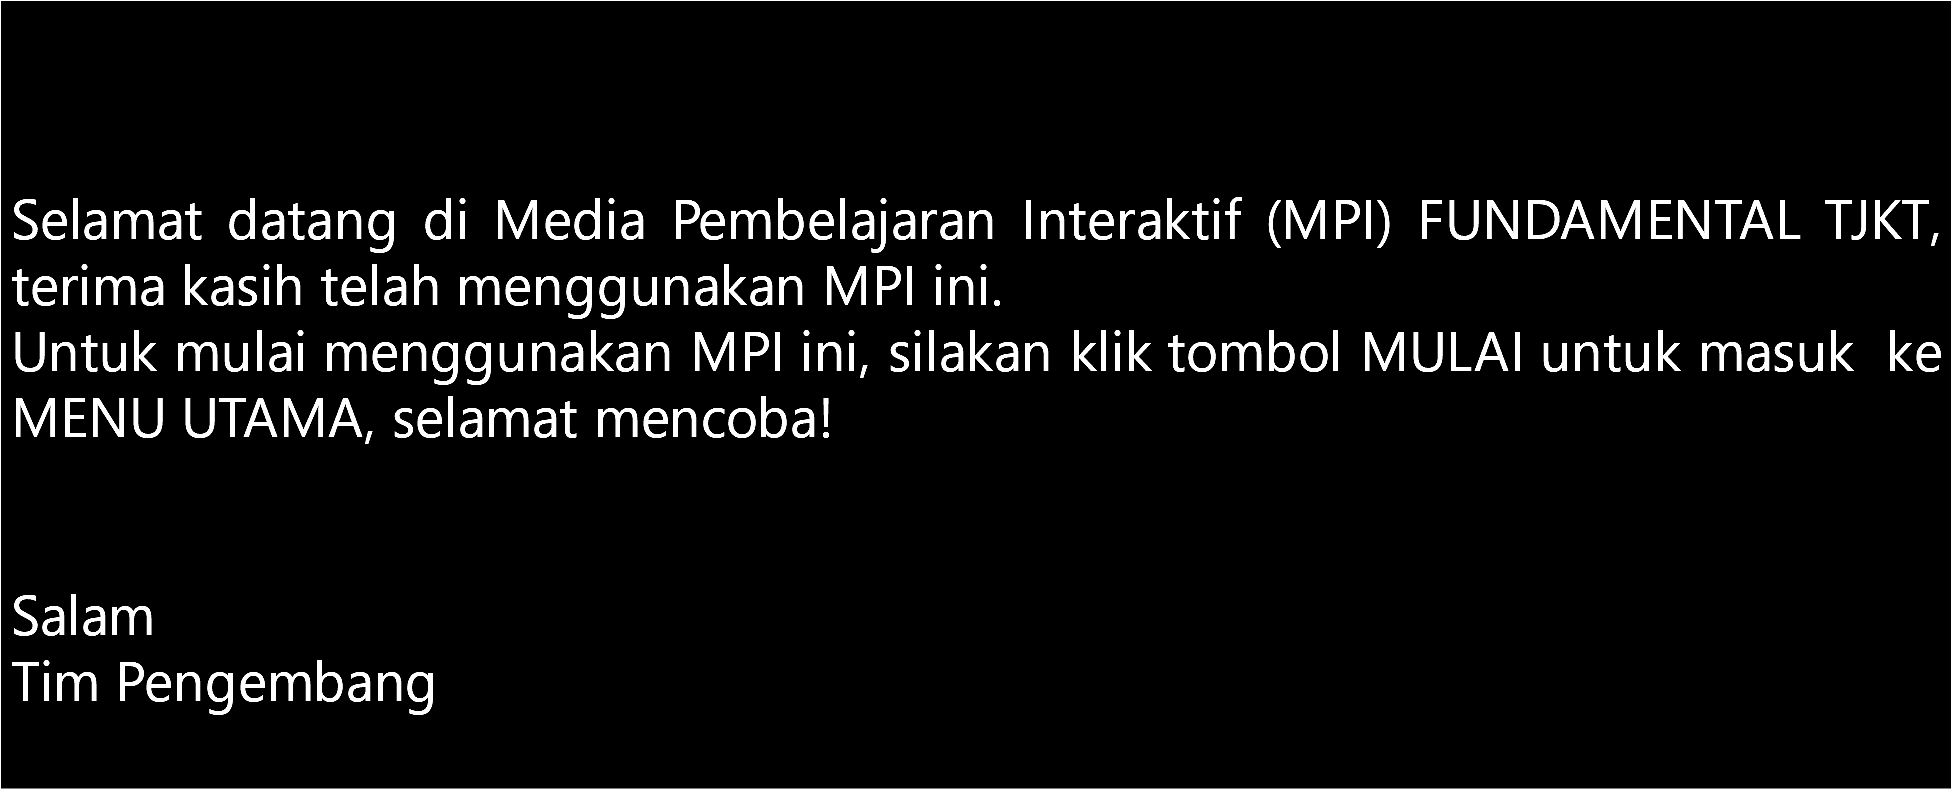 Selamat datang di Media Pembelajaran Interaktif (MPI) FUNDAMENTAL TJKT,
terima kasih telah menggunakan MPI ini.
Untuk mulai menggunakan MPI ini, silakan klik tombol MULAI untuk masuk  ke
MENU UTAMA, selamat mencoba!
Salam
Tim Pengembang